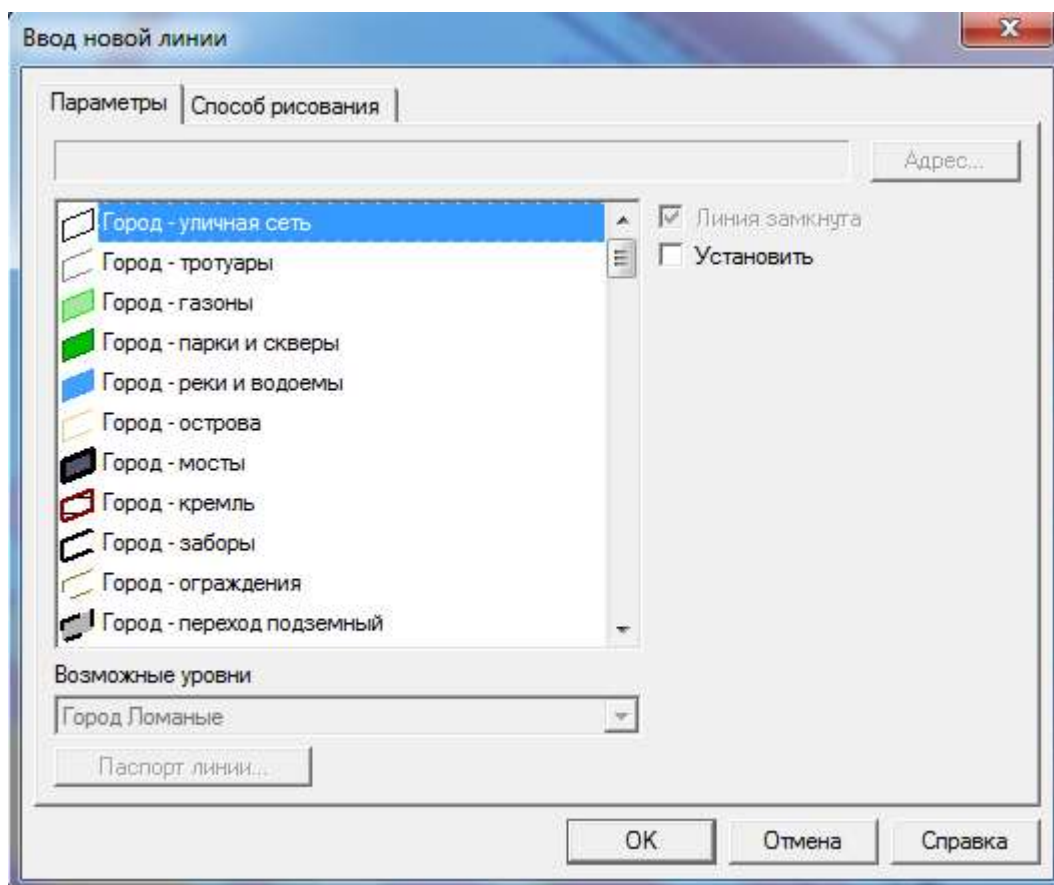 Ввод новой линии
Параметры
Способ рисования
Адрес...
Город - уличная сеть
Город - тротуары
Город - газоны
Город - парки и скверы
Город - реки и водоемы
Город - острова
Город - мосты
Город - кремль
Город - заборы
Город - ограждения
Город - переход подземный
Линия замкнута
Установить
Возможные уровни
Город Ломаные
Паспорт линии...
OK
Отмена
Справка